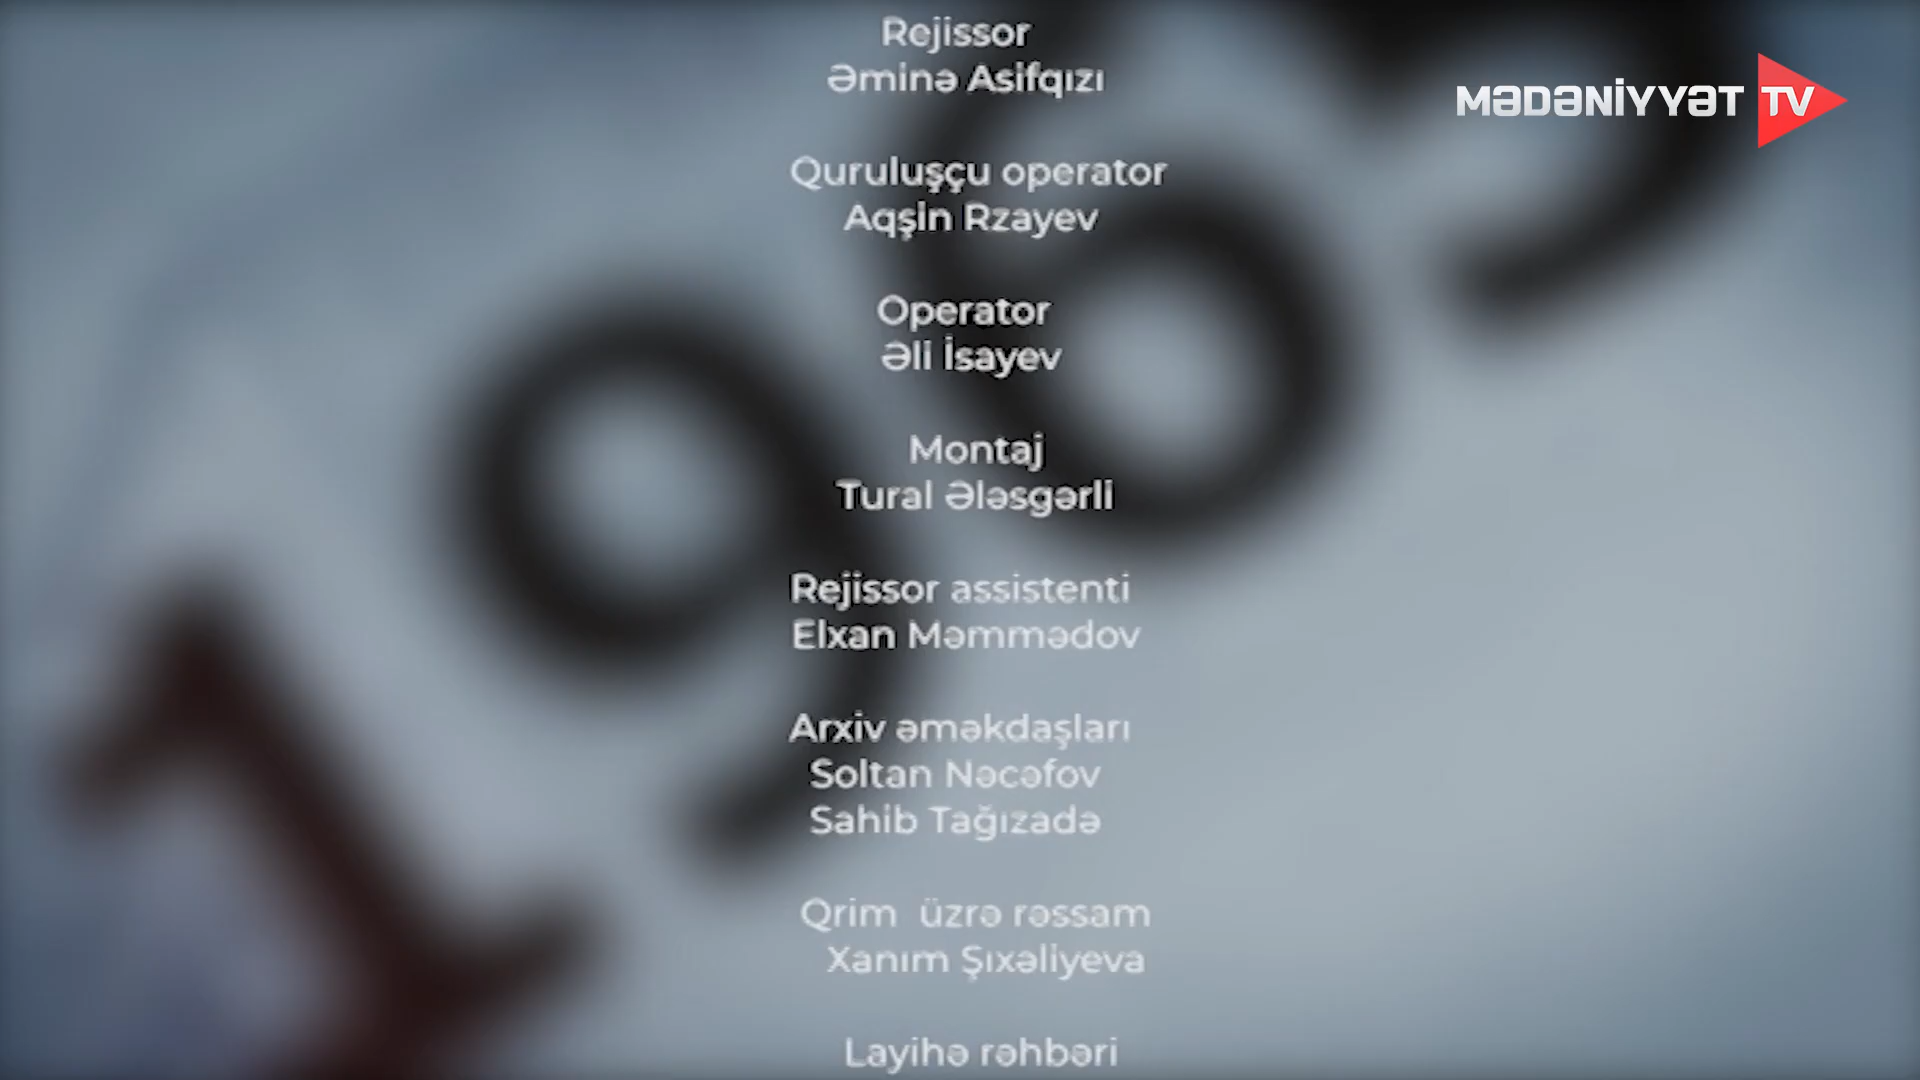 Rejissor
Əminə Asifqızı
MƏDƏNİYYƏT TV
Quruluşçu operator
Aqşin Rzayev
Operator
Əli İsayev
Montaj
Tural Ələsgərli
Rejissor assistenti
Elxan Məmmədov
Arxiv əməkdaşları
Soltan Nəcəfov
Sahib Tağızadə
Qrim üzrə rəssam
Xanım Şıxəliyeva
Layihə rəhbəri